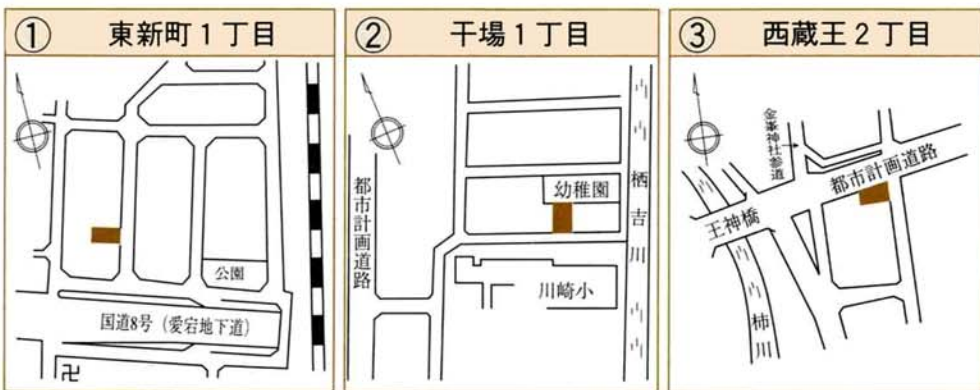 ① 東新町1丁目
公園
国道8号(愛宕地下道)
卍
② 干場1丁目
都市計画道路
幼稚園
栖吉川
川崎小
③ 西蔵王2丁目
金峯神社参道
都市計画道路
王神橋
柿川